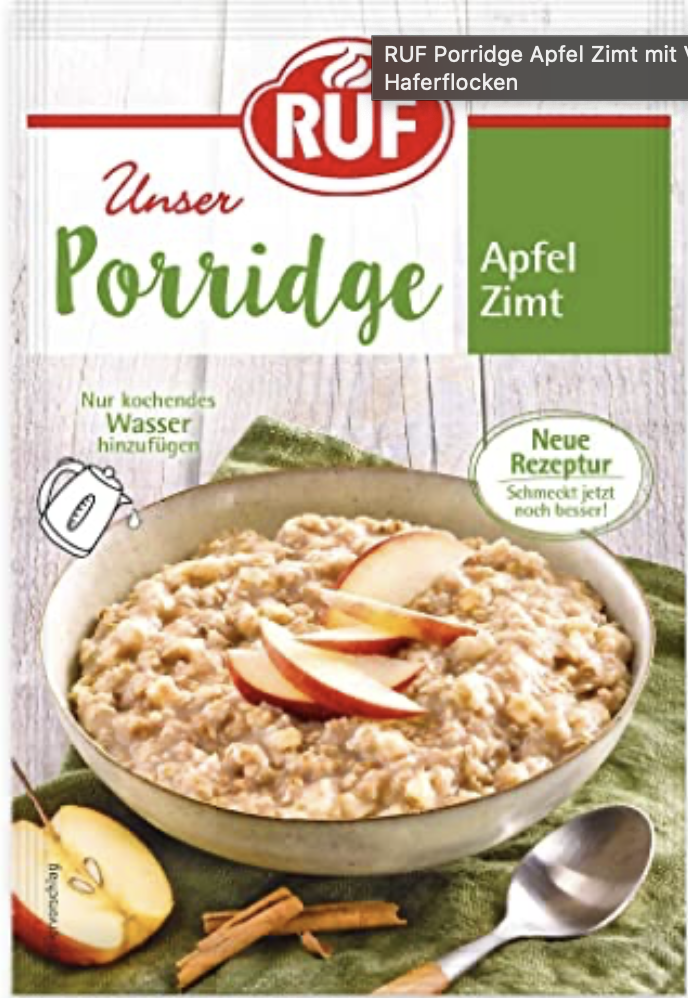 RUF Porridge Apfel Zimt mit
Haferflocken
RUF
Unser
Porridge
Apfel
Zimt
Nur kochendes
Wasser
hinzufügen
Neue
Rezeptur
Schmeckt jetzt
noch besser!